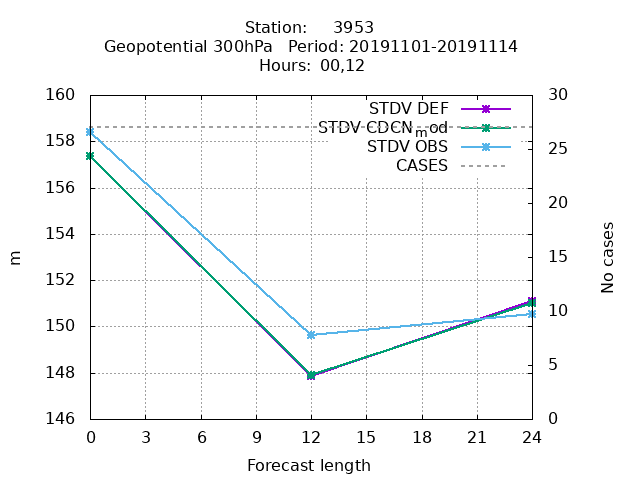 Station: 3953
Geopotential 300hPa Period: 20191101-20191114
Hours: 00,12
160
158
156
154
152
150
148
146
m
30
25
20
15
10
5
0
No cases
STDV DEF
STDV CDCN_mod
STDV OBS
CASES
0 3 6 9 12 15 18 21 24
Forecast length